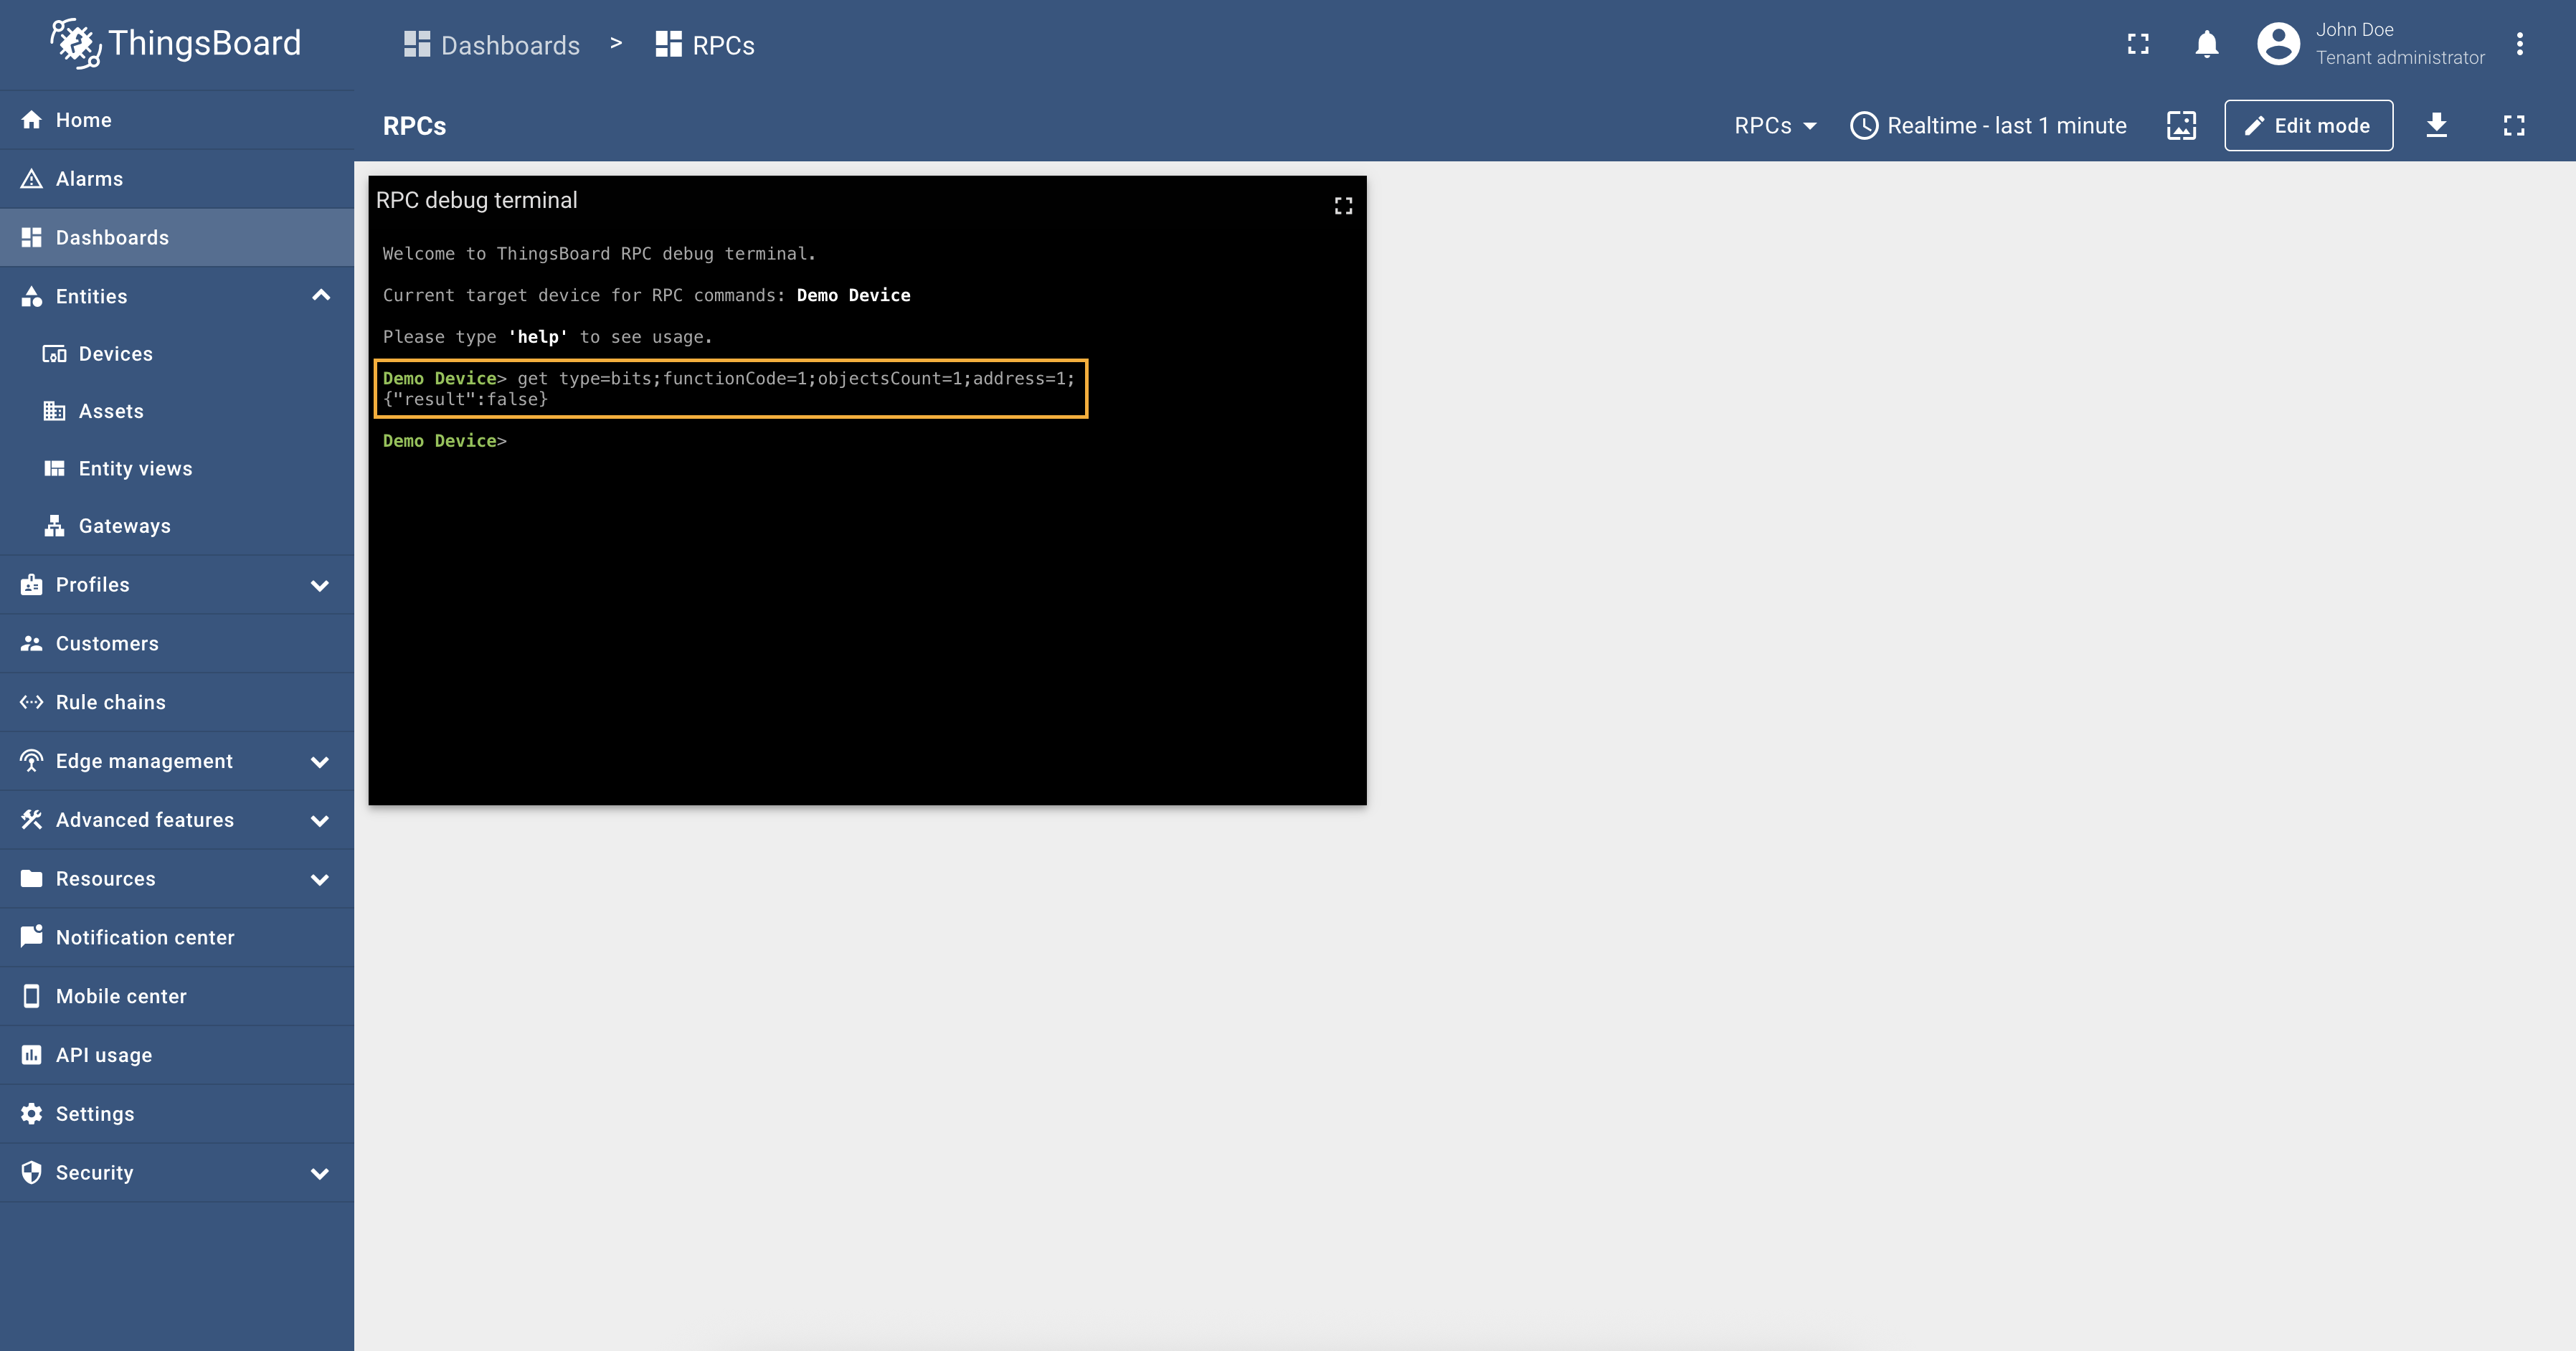 ThingsBoard
Dashboards > RPCs
John Doe
Tenant administrator
Home
Alarms
Dashboards
Entities
Devices
Assets
Entity views
Gateways
Profiles
Customers
Rule chains
Edge management
Advanced features
Resources
Notification center
Mobile center
API usage
Settings
Security
RPCs
RPCs
Realtime - last 1 minute
Edit mode
RPC debug terminal
Welcome to ThingsBoard RPC debug terminal.
Current target device for RPC commands: Demo Device
Please type 'help' to see usage.
Demo Device> get type=bits;functionCode=1;objectsCount=1;address=1;
{"result":false}
Demo Device>